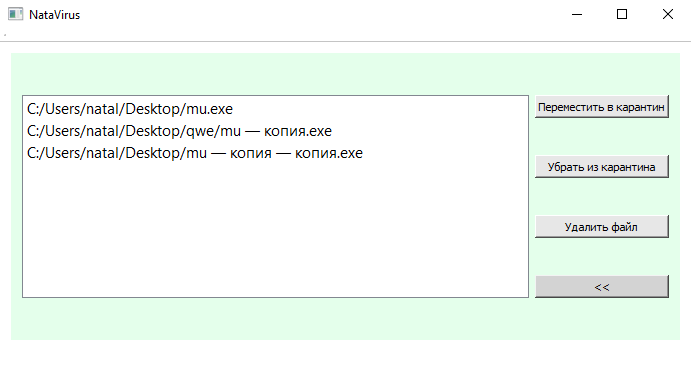 NataVirus
C:/Users/natal/Desktop/mu.exe
C:/Users/natal/Desktop/qwe/mu — копия.exe
C:/Users/natal/Desktop/mu — копия — копия.exe
Переместить в карантин
Убрать из карантина
Удалить файл
<<